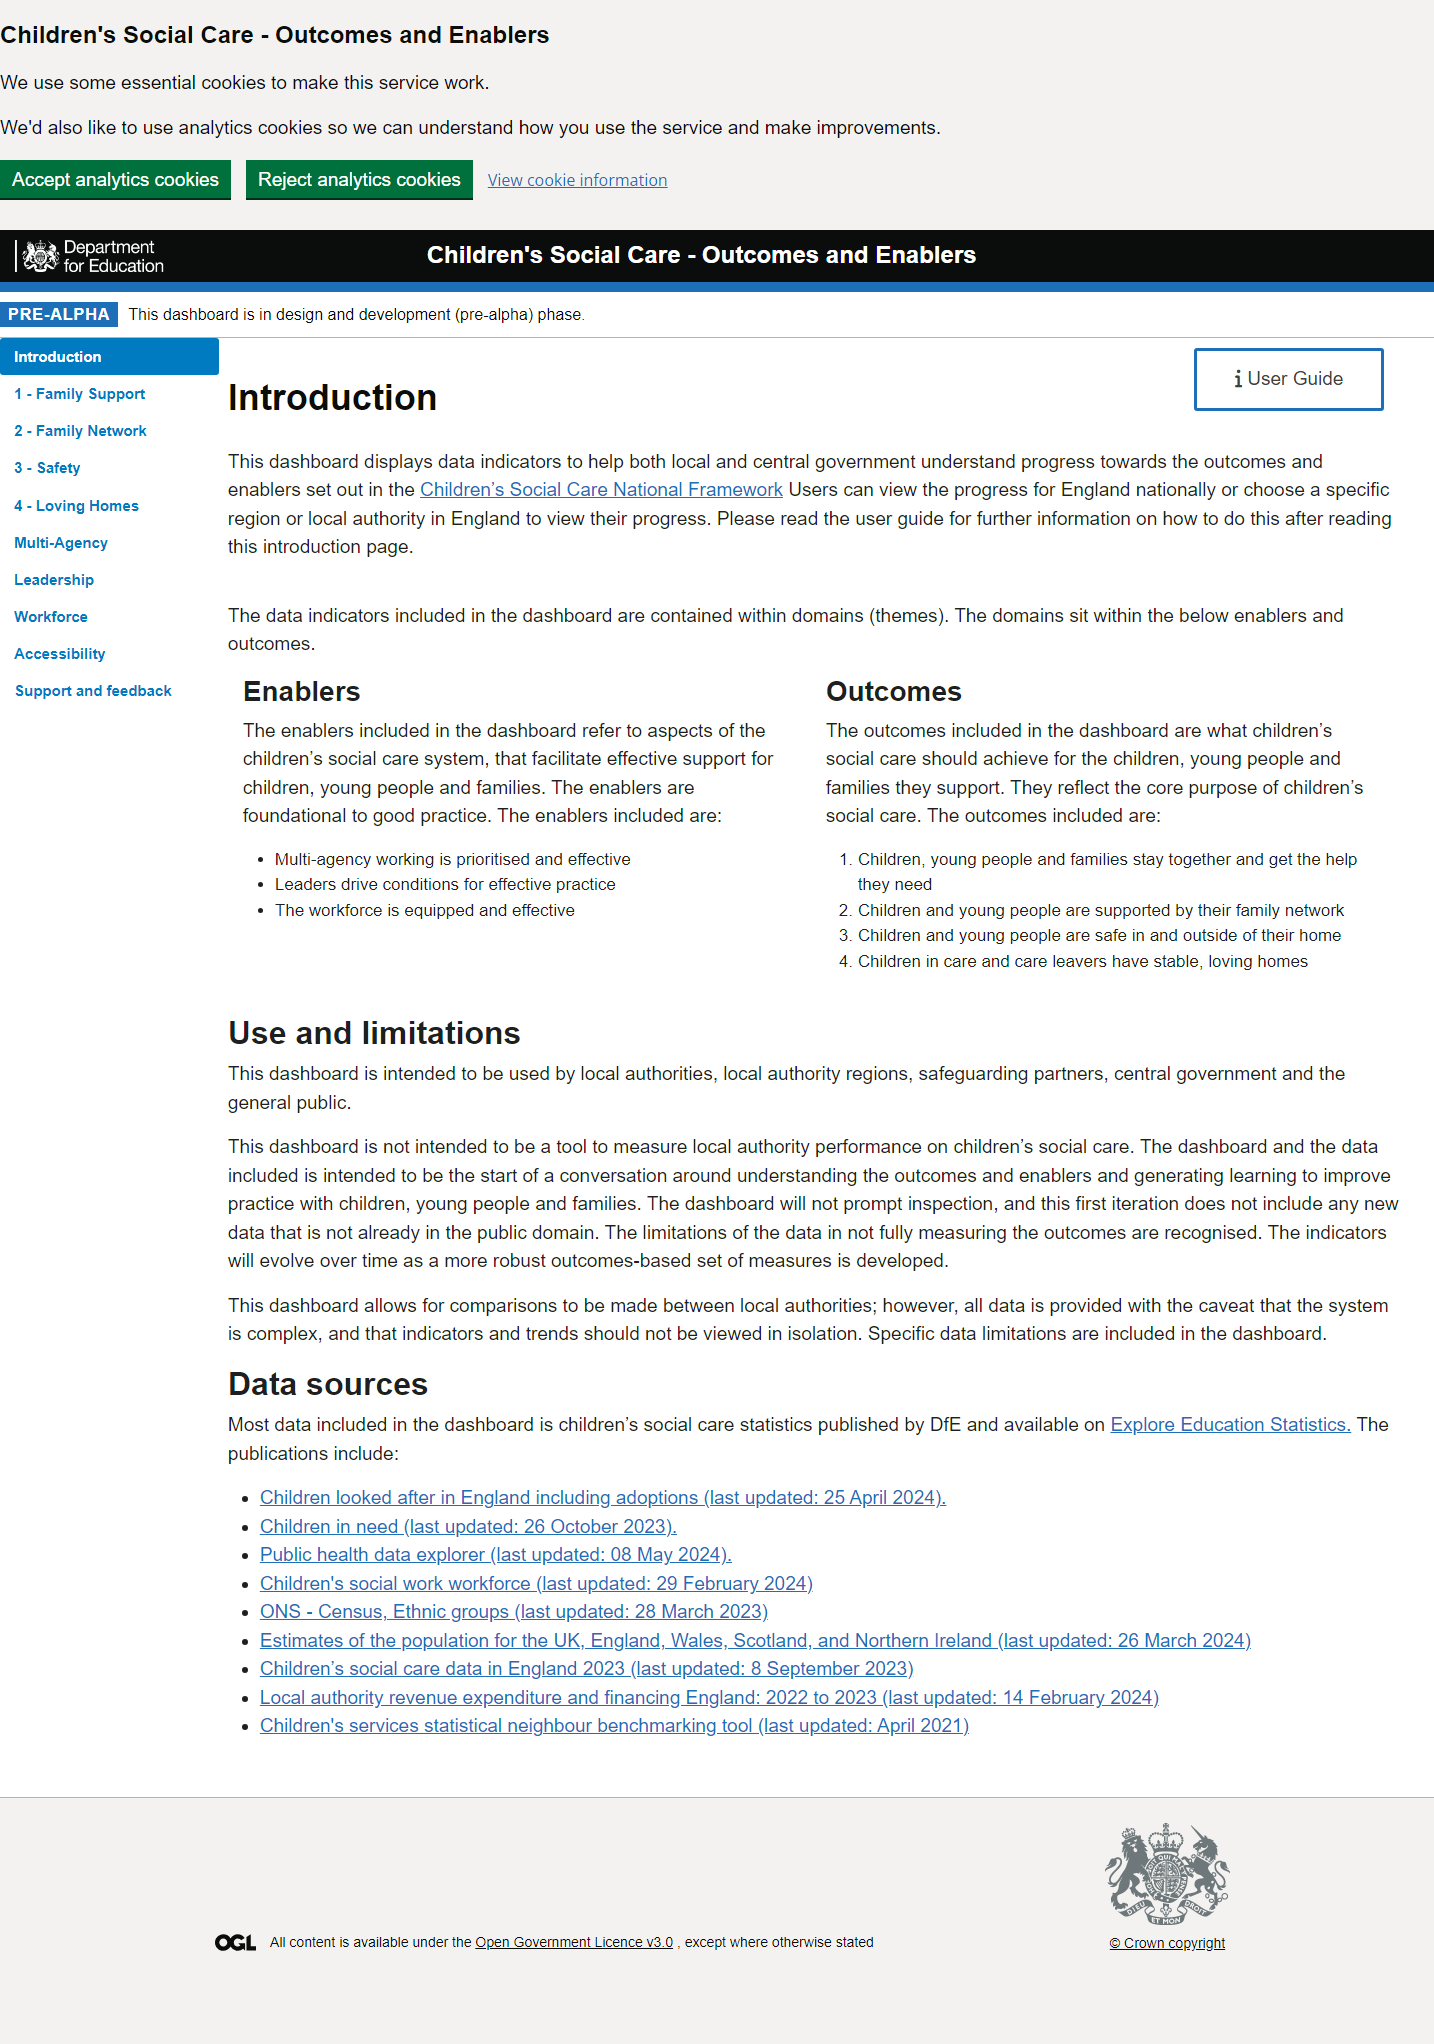 Children's Social Care - Outcomes and Enablers
We use some essential cookies to make this service work.
We'd also like to use analytics cookies so we can understand how you use the service and make improvements.
Accept analytics cookies Reject analytics cookies View cookie information
Department
for Education
Children's Social Care - Outcomes and Enablers
PRE-ALPHA This dashboard is in design and development (pre-alpha) phase.
Introduction
1 - Family Support
2 - Family Network
3 - Safety
4 - Loving Homes
Multi-Agency
Leadership
Workforce
Accessibility
Support and feedback
User Guide
Introduction
This dashboard displays data indicators to help both local and central government understand progress towards the outcomes and
enablers set out in the Children’s Social Care National Framework Users can view the progress for England nationally or choose a specific
region or local authority in England to view their progress. Please read the user guide for further information on how to do this after reading
this introduction page.
The data indicators included in the dashboard are contained within domains (themes). The domains sit within the below enablers and
outcomes.
Enablers
The enablers included in the dashboard refer to aspects of the
children’s social care system, that facilitate effective support for
children, young people and families. The enablers are
foundational to good practice. The enablers included are:
• Multi-agency working is prioritised and effective
• Leaders drive conditions for effective practice
• The workforce is equipped and effective
Outcomes
The outcomes included in the dashboard are what children’s
social care should achieve for the children, young people and
families they support. They reflect the core purpose of children’s
social care. The outcomes included are:
1. Children, young people and families stay together and get the help
they need
2. Children and young people are supported by their family network
3. Children and young people are safe in and outside of their home
4. Children in care and care leavers have stable, loving homes
Use and limitations
This dashboard is intended to be used by local authorities, local authority regions, safeguarding partners, central government and the
general public.
This dashboard is not intended to be a tool to measure local authority performance on children’s social care. The dashboard and the data
included is intended to be the start of a conversation around understanding the outcomes and enablers and generating learning to improve
practice with children, young people and families. The dashboard will not prompt inspection, and this first iteration does not include any new
data that is not already in the public domain. The limitations of the data in not fully measuring the outcomes are recognised. The indicators
will evolve over time as a more robust outcomes-based set of measures is developed.
This dashboard allows for comparisons to be made between local authorities; however, all data is provided with the caveat that the system
is complex, and that indicators and trends should not be viewed in isolation. Specific data limitations are included in the dashboard.
Data sources
Most data included in the dashboard is children’s social care statistics published by DfE and available on Explore Education Statistics. The
publications include:
• Children looked after in England including adoptions (last updated: 25 April 2024).
• Children in need (last updated: 26 October 2023).
• Public health data explorer (last updated: 08 May 2024).
• Children's social work workforce (last updated: 29 February 2024)
• ONS - Census, Ethnic groups (last updated: 28 March 2023)
• Estimates of the population for the UK, England, Wales, Scotland, and Northern Ireland (last updated: 26 March 2024)
• Children’s social care data in England 2023 (last updated: 8 September 2023)
• Local authority revenue expenditure and financing England: 2022 to 2023 (last updated: 14 February 2024)
• Children's services statistical neighbour benchmarking tool (last updated: April 2021)
DIEU ET MON DROIT
OGL All content is available under the Open Government Licence v3.0 , except where otherwise stated
© Crown copyright